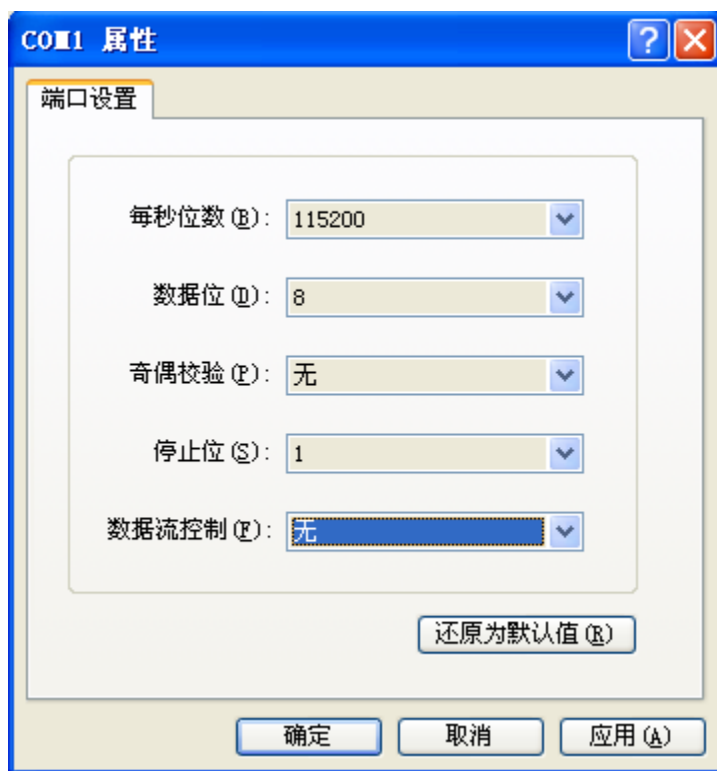 COM1 属性
端口设置
每秒位数(B): 115200
数据位(D): 8
奇偶校验(P): 无
停止位(S): 1
数据流控制(F): 无
还原为默认值(R)
确定 取消 应用(A)